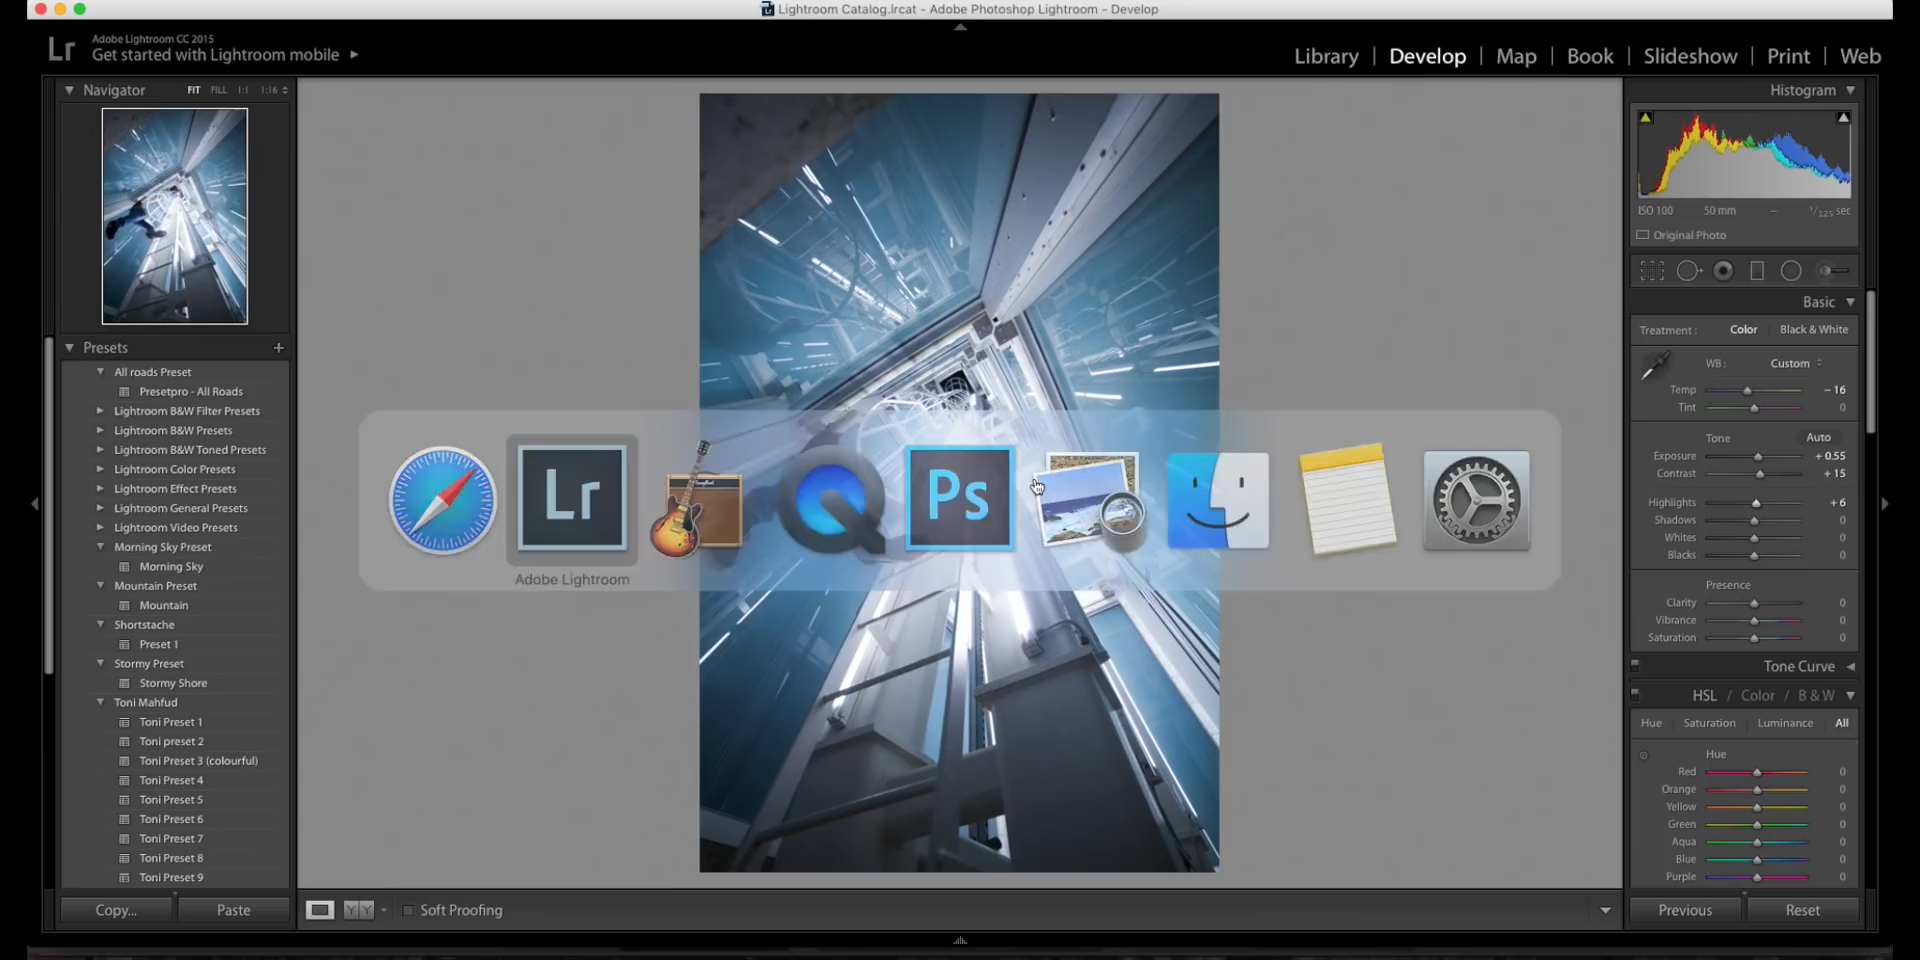 Lightroom Catalog.lrcat - Adobe Photoshop Lightroom - Develop
Lr
Adobe Lightroom CC 2015
Get started with Lightroom mobile
Library | Develop | Map | Book | Slideshow | Print | Web
Navigator FIT FILL 1:1 1:16
Presets +
All roads Preset
Presetpro - All Roads
Lightroom B&W Filter Presets
Lightroom B&W Presets
Lightroom B&W Toned Presets
Lightroom Color Presets
Lightroom Effect Presets
Lightroom General Presets
Lightroom Video Presets
Morning Sky Preset
Morning Sky
Mountain Preset
Mountain
Shortstache
Preset 1
Stormy Preset
Stormy Shore
Toni Mahfud
Toni Preset 1
Toni preset 2
Toni Preset 3 (colourful)
Toni Preset 4
Toni Preset 5
Toni Preset 6
Toni Preset 7
Toni Preset 8
Toni Preset 9
Copy... Paste
Lr
Ps
Adobe Lightroom
YY
Soft Proofing
Histogram
ISO 100 50 mm – 1/125 sec
Original Photo
Basic
Treatment : Color Black & White
WB : Custom
Temp – 16
Tint 0
Tone Auto
Exposure + 0.55
Contrast + 15
Highlights + 6
Shadows 0
Whites 0
Blacks 0
Presence
Clarity 0
Vibrance 0
Saturation 0
Tone Curve
HSL / Color / B & W
Hue Saturation Luminance All
Hue
Red 0
Orange 0
Yellow 0
Green 0
Aqua 0
Blue 0
Purple 0
Previous Reset